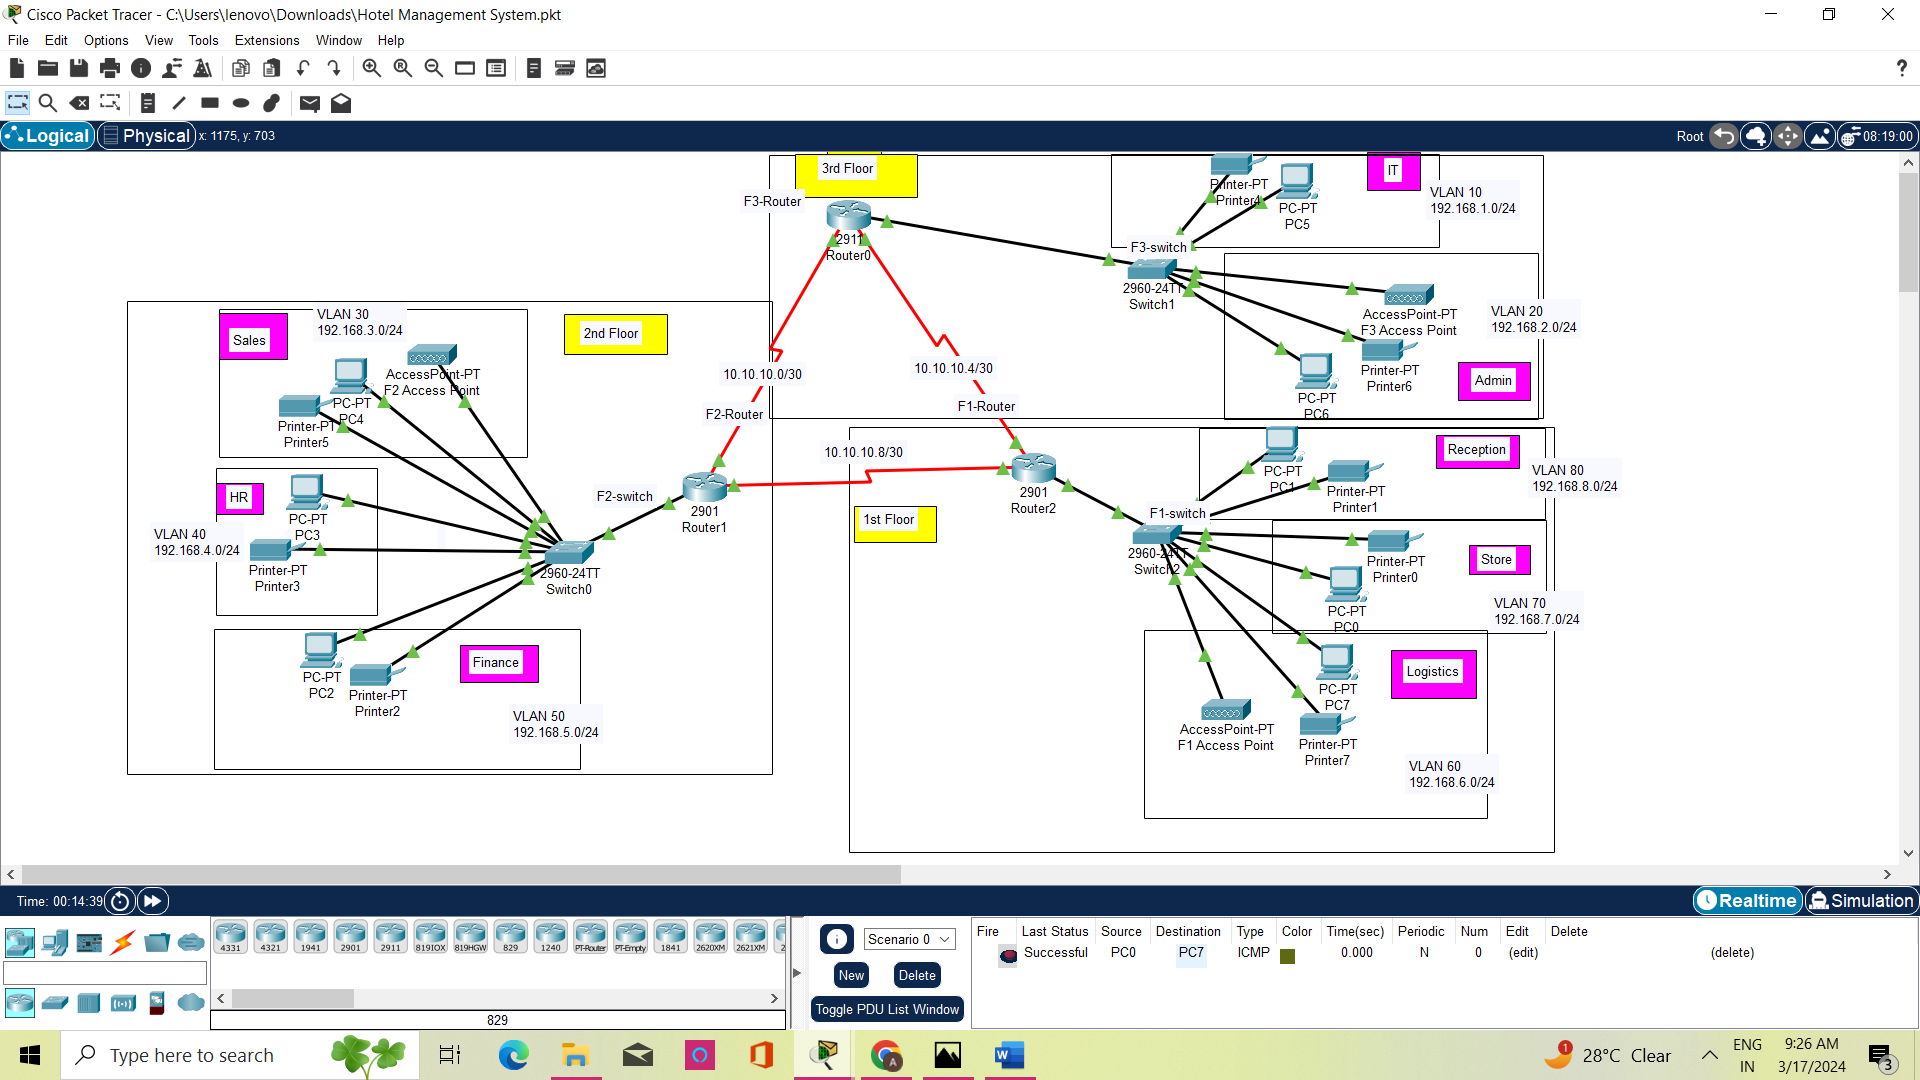 Cisco Packet Tracer - C:\Users\lenovo\Downloads\Hotel Management System.pkt
File Edit Options View Tools Extensions Window Help
Logical Physical x: 1175, y: 703
Root 08:19:00
3rd Floor
F3-Router
2911
Router0
IT
VLAN 10
192.168.1.0/24
Printer-PT
Printer4
PC-PT
PC5
F3-switch
2960-24TT
Switch1
AccessPoint-PT
F3 Access Point
VLAN 20
192.168.2.0/24
Printer-PT
Printer6
Admin
PC-PT
PC6
10.10.10.0/30
10.10.10.4/30
10.10.10.8/30
2nd Floor
Sales
VLAN 30
192.168.3.0/24
AccessPoint-PT
F2 Access Point
PC-PT
PC4
Printer-PT
Printer5
HR
VLAN 40
192.168.4.0/24
PC-PT
PC3
Printer-PT
Printer3
F2-Router
F2-switch
2901
Router1
2960-24TT
Switch0
Finance
PC-PT
PC2
Printer-PT
Printer2
VLAN 50
192.168.5.0/24
F1-Router
2901
Router2
1st Floor
F1-switch
2960-24TT
Switch2
Reception
VLAN 80
192.168.8.0/24
PC-PT
PC1
Printer-PT
Printer1
Store
Printer-PT
Printer0
PC-PT
PC0
VLAN 70
192.168.7.0/24
Logistics
PC-PT
PC7
AccessPoint-PT
F1 Access Point
Printer-PT
Printer7
VLAN 60
192.168.6.0/24
Time: 00:14:39
Realtime Simulation
4331 4321 1941 2901 2911 819IOX 819HGW 829 1240 PT-Router PT-Empty 1841 2620XM 2621XM 2
829
Scenario 0
New Delete
Toggle PDU List Window
Fire Last Status Source Destination Type Color Time(sec) Periodic Num Edit Delete
Successful PC0 PC7 ICMP 0.000 N 0 (edit) (delete)
Type here to search
1
28°C Clear
ENG
IN
9:26 AM
3/17/2024
3